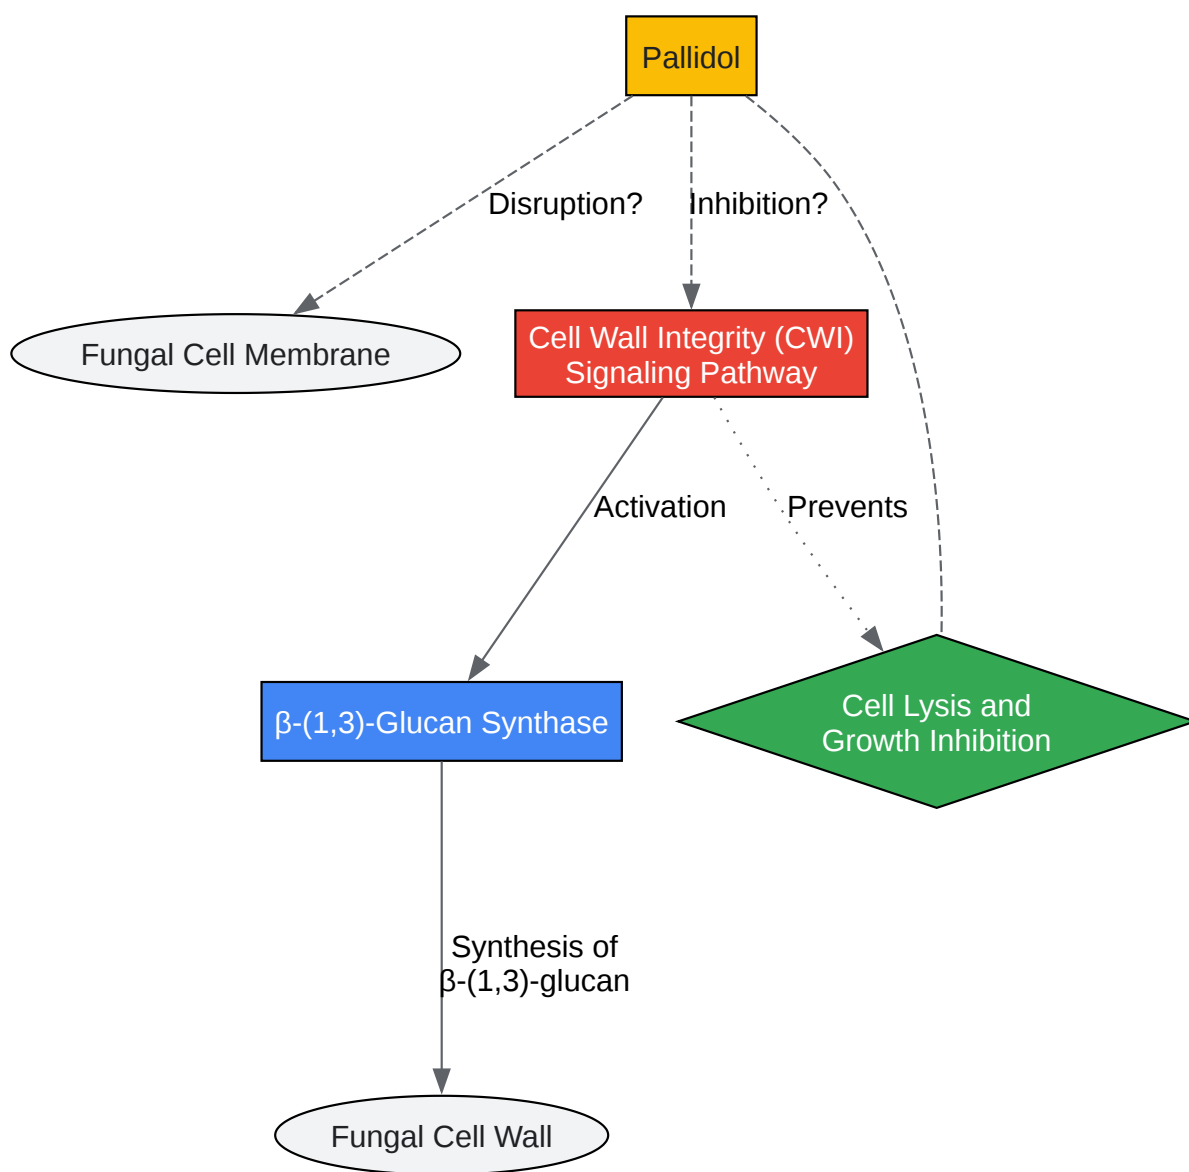 Pallidol
Disruption?
Inhibition?
Fungal Cell Membrane
Cell Wall Integrity (CWI)
Signaling Pathway
Activation
Prevents
β-(1,3)-Glucan Synthase
Cell Lysis and
Growth Inhibition
Synthesis of
β-(1,3)-glucan
Fungal Cell Wall